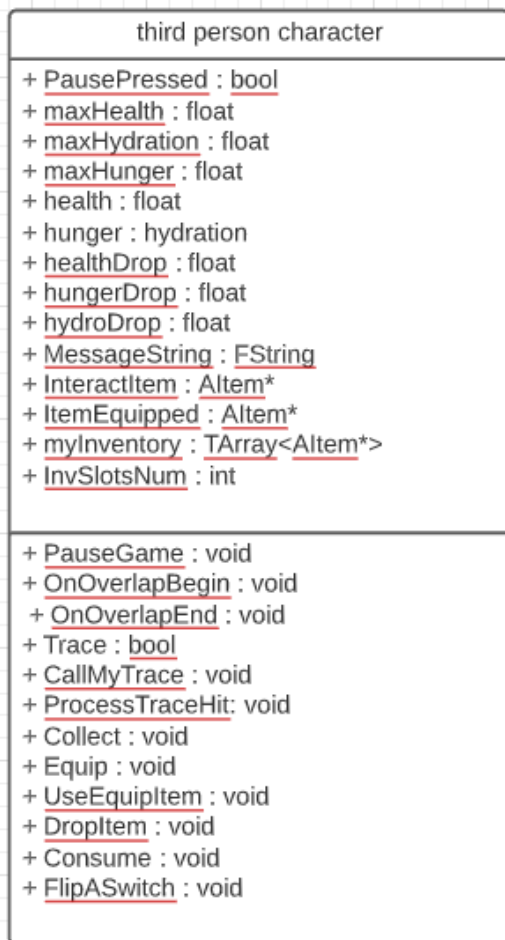 third person character
+ PausePressed : bool
+ maxHealth : float
+ maxHydration : float
+ maxHunger : float
+ health : float
+ hunger : hydration
+ healthDrop : float
+ hungerDrop : float
+ hydroDrop : float
+ MessageString : FString
+ InteractItem : AItem*
+ ItemEquipped : AItem*
+ myInventory : TArray<AItem*>
+ InvSlotsNum : int
+ PauseGame : void
+ OnOverlapBegin : void
+ OnOverlapEnd : void
+ Trace : bool
+ CallMyTrace : void
+ ProcessTraceHit: void
+ Collect : void
+ Equip : void
+ UseEquipItem : void
+ DropItem : void
+ Consume : void
+ FlipASwitch : void